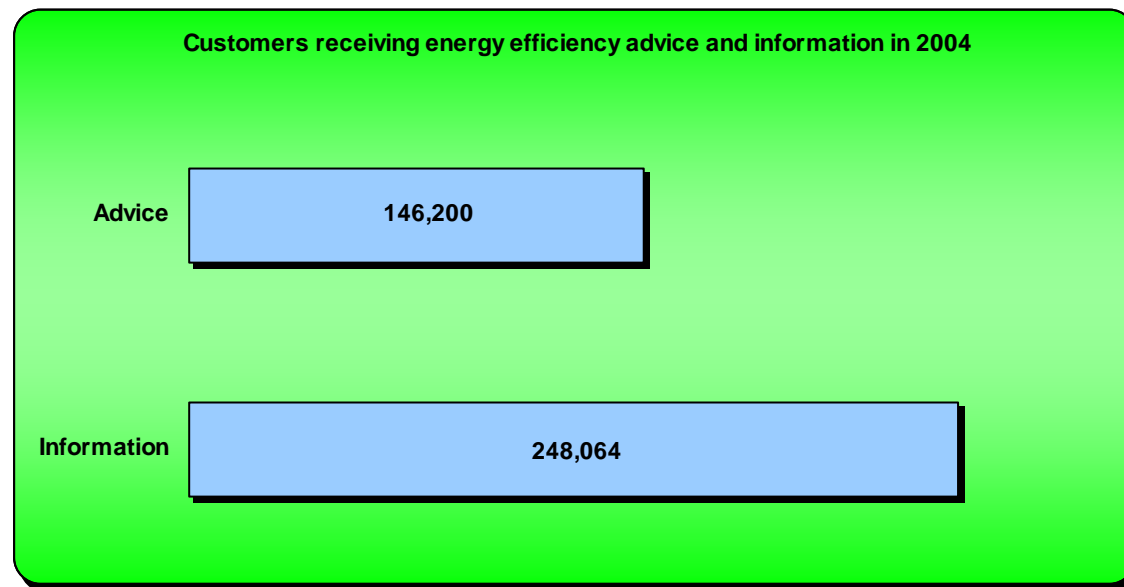 Customers receiving energy efficiency advice and information in 2004
Advice
146,200
Information
248,064